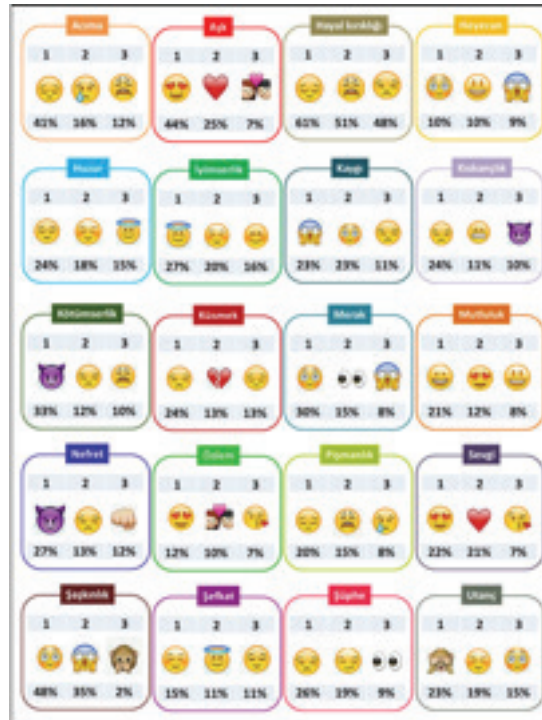 Acıma
1 2 3
41% 16% 12%
Aşk
1 2 3
44% 25% 7%
Hayal kırıklığı
1 2 3
61% 51% 48%
Heyecan
1 2 3
10% 10% 9%
Huzur
1 2 3
24% 18% 15%
İyimserlik
1 2 3
27% 20% 16%
Kaygı
1 2 3
23% 23% 11%
Kıskançlık
1 2 3
24% 11% 10%
Kötümserlik
1 2 3
33% 12% 10%
Küsmek
1 2 3
24% 13% 13%
Merak
1 2 3
30% 15% 8%
Mutluluk
1 2 3
21% 12% 8%
Nefret
1 2 3
27% 13% 12%
Özlem
1 2 3
12% 10% 7%
Pişmanlık
1 2 3
20% 15% 8%
Sevgi
1 2 3
22% 21% 7%
Şaşkınlık
1 2 3
48% 35% 2%
Şefkat
1 2 3
15% 11% 11%
Şüphe
1 2 3
26% 19% 9%
Utanç
1 2 3
23% 19% 15%